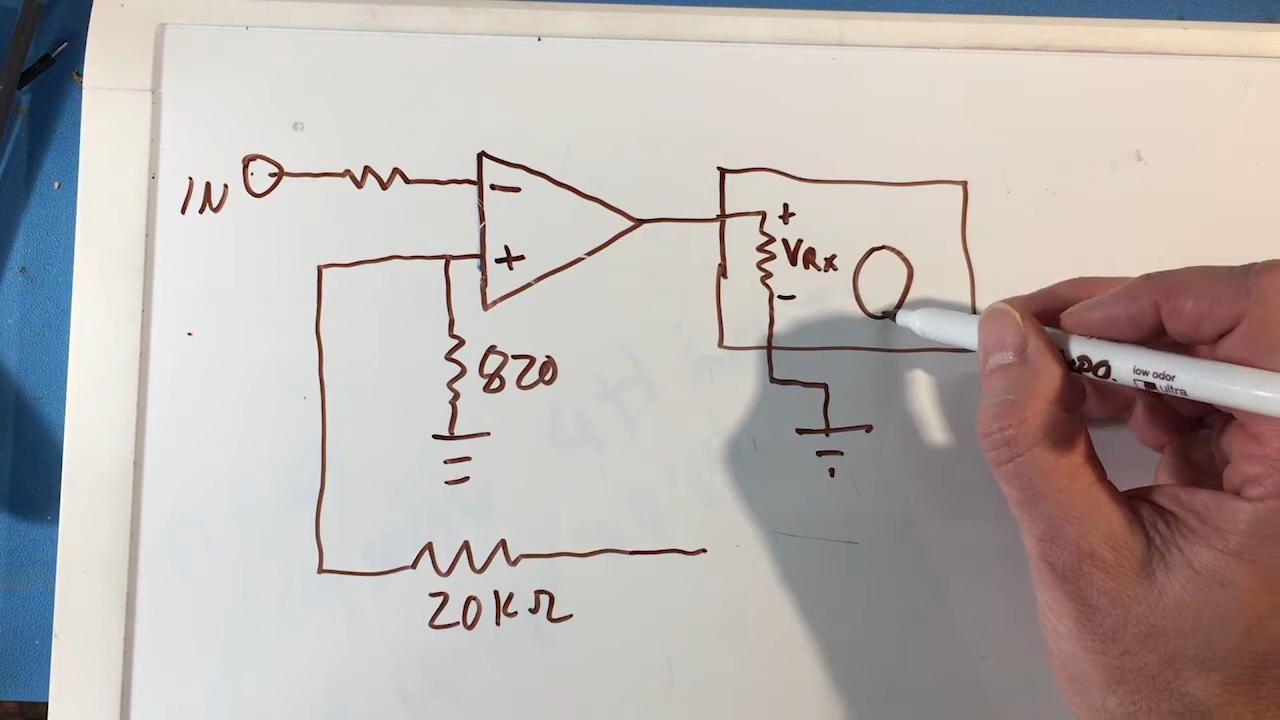 IN
−
+
+
VRx
−
820
20KΩ
low odor
ultra